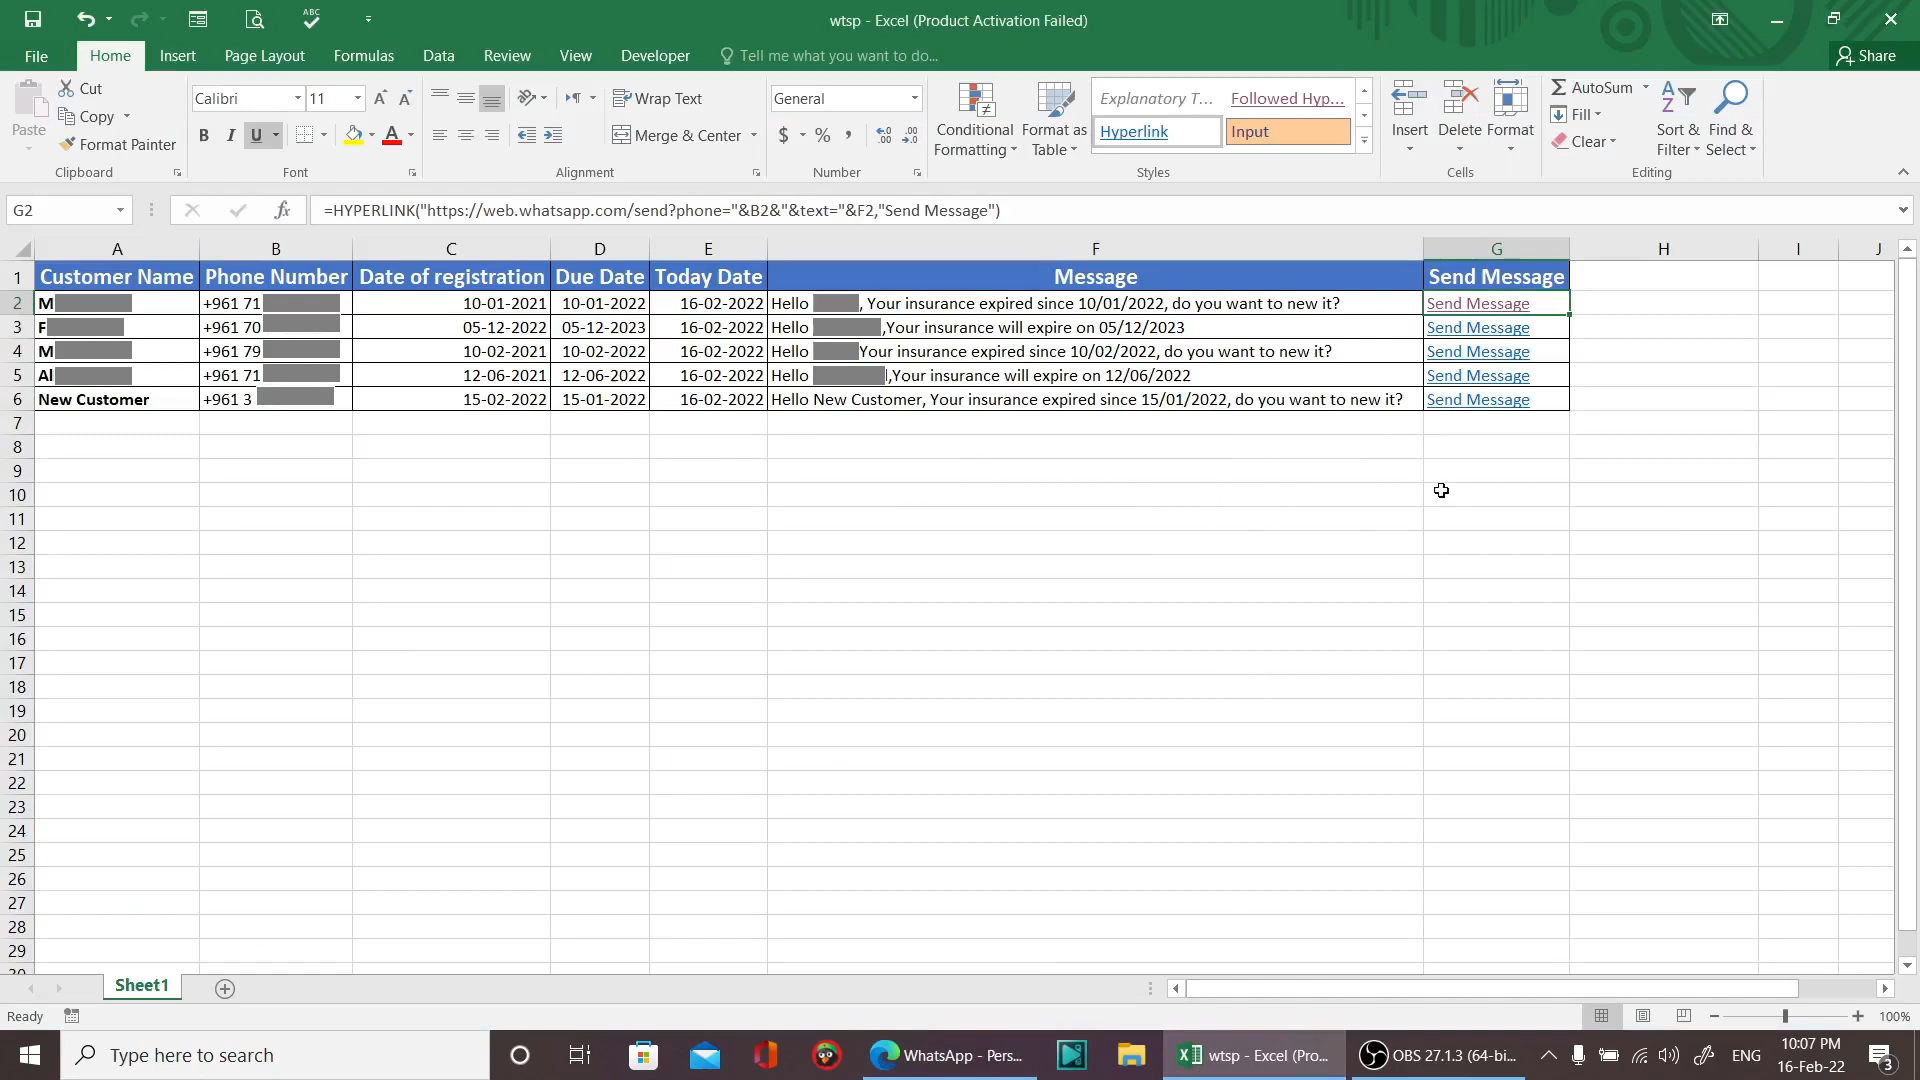 ABC
wtsp - Excel (Product Activation Failed)
File Home Insert Page Layout Formulas Data Review View Developer Tell me what you want to do... Share
Paste
Cut
Copy
Format Painter
Clipboard
Calibri 11
B I U
Font
Wrap Text
Merge & Center
Alignment
General
$ % ,
Number
Conditional Formatting
Format as Table
Explanatory T... Followed Hyp...
Hyperlink Input
Styles
Insert Delete Format
Cells
AutoSum
Fill
Clear
Sort & Filter
Find & Select
Editing
G2 fx =HYPERLINK("https://web.whatsapp.com/send?phone="&B2&"&text="&F2,"Send Message")
A B C D E F G H I J
1 Customer Name Phone Number Date of registration Due Date Today Date Message Send Message
2 M +961 71 10-01-2021 10-01-2022 16-02-2022 Hello , Your insurance expired since 10/01/2022, do you want to new it? Send Message
3 F +961 70 05-12-2022 05-12-2023 16-02-2022 Hello ,Your insurance will expire on 05/12/2023 Send Message
4 M +961 79 10-02-2021 10-02-2022 16-02-2022 Hello Your insurance expired since 10/02/2022, do you want to new it? Send Message
5 Al +961 71 12-06-2021 12-06-2022 16-02-2022 Hello ,Your insurance will expire on 12/06/2022 Send Message
6 New Customer +961 3 15-02-2022 15-01-2022 16-02-2022 Hello New Customer, Your insurance expired since 15/01/2022, do you want to new it? Send Message
7
8
9
10
11
12
13
14
15
16
17
18
19
20
21
22
23
24
25
26
27
28
29
30
Sheet1
Ready 100%
Type here to search WhatsApp - Pers... wtsp - Excel (Pro... OBS 27.1.3 (64-bi... ENG 10:07 PM
16-Feb-22 3